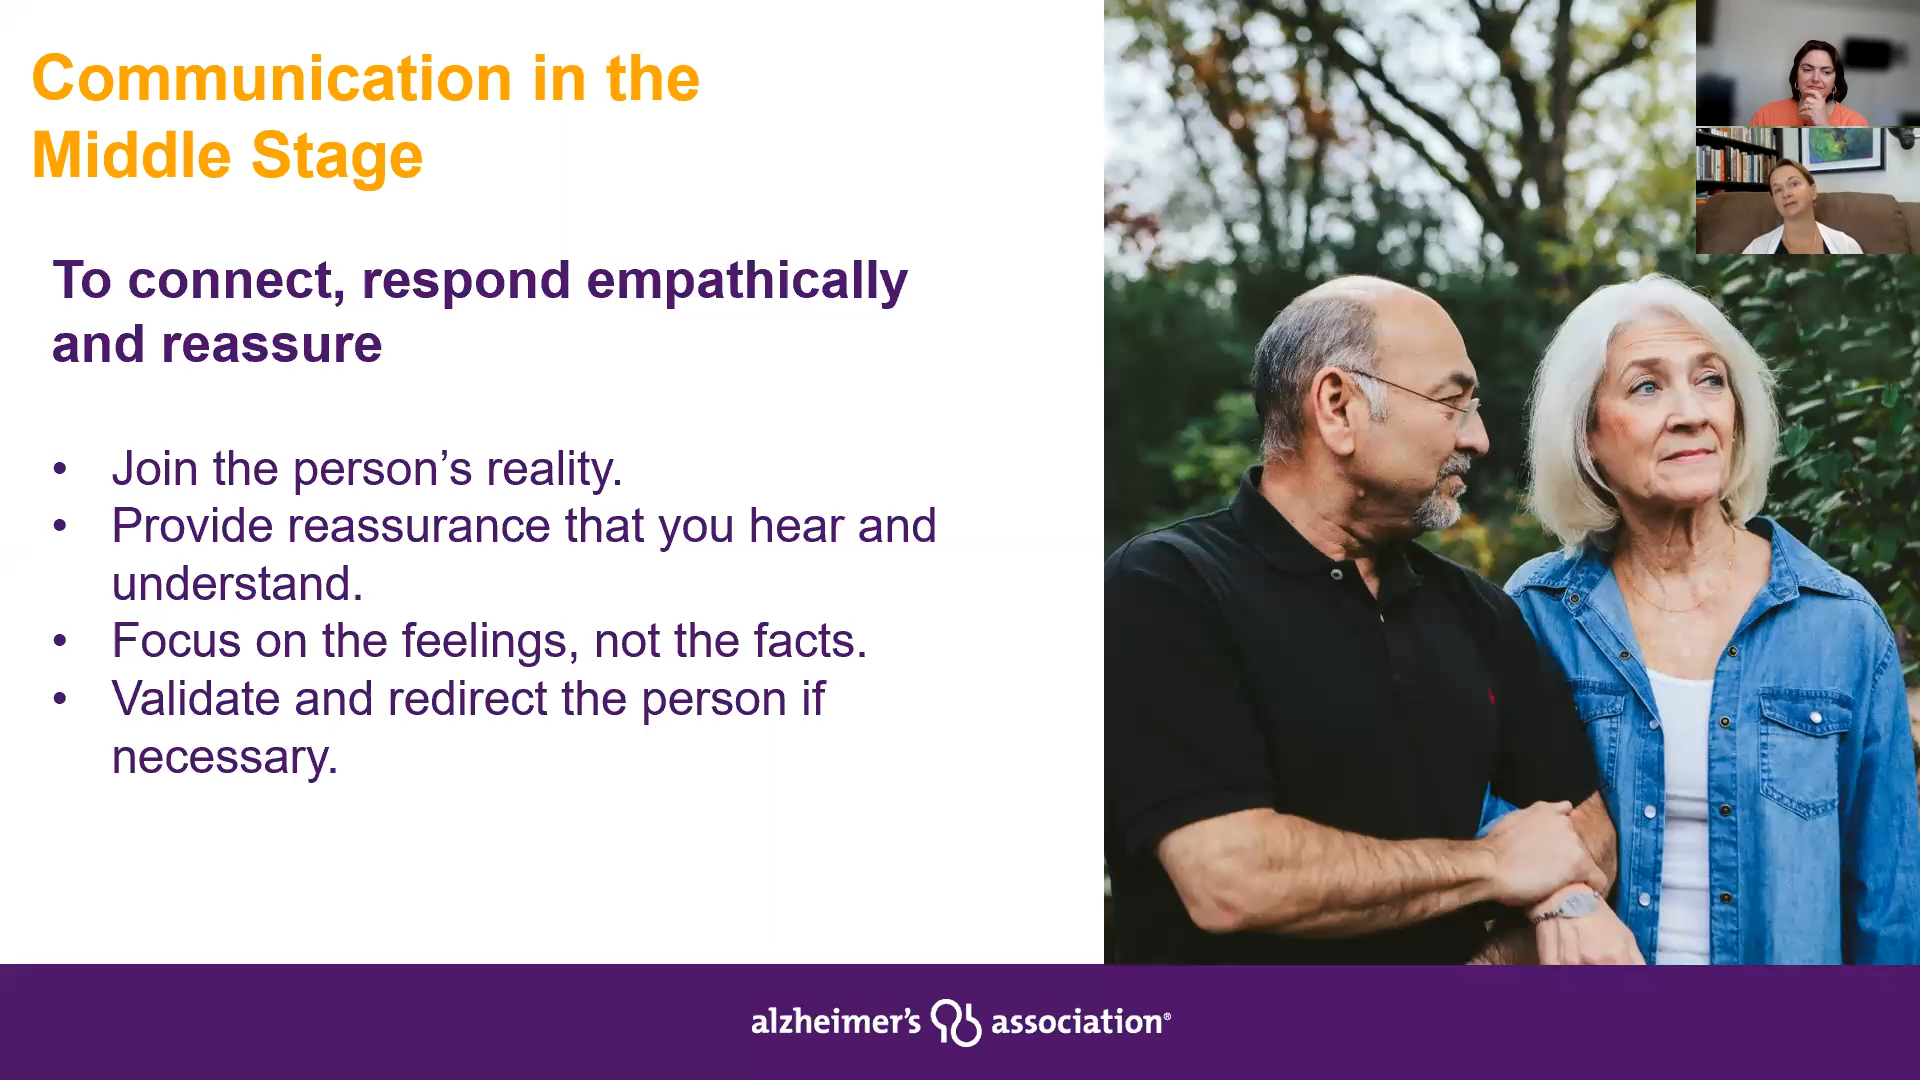 Communication in the
Middle Stage
To connect, respond empathically
and reassure
• Join the person’s reality.
• Provide reassurance that you hear and
understand.
• Focus on the feelings, not the facts.
• Validate and redirect the person if
necessary.
alzheimer’s association®